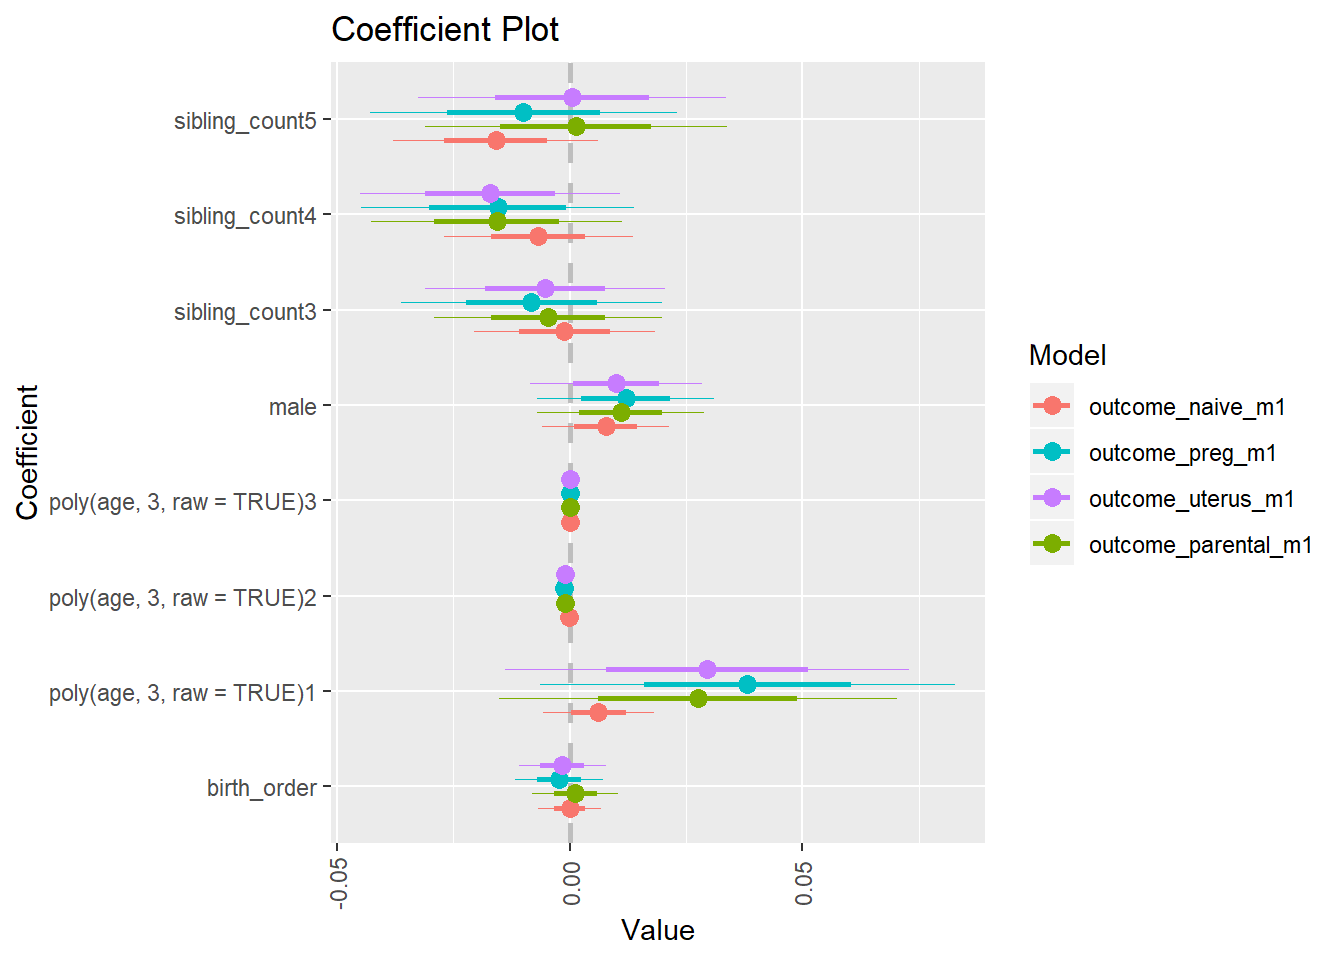 Coefficient Plot
sibling_count5
sibling_count4
sibling_count3
male
poly(age, 3, raw = TRUE)3
poly(age, 3, raw = TRUE)2
poly(age, 3, raw = TRUE)1
birth_order
Coefficient
-0.05
0.00
0.05
Value
Model
outcome_naive_m1
outcome_preg_m1
outcome_uterus_m1
outcome_parental_m1